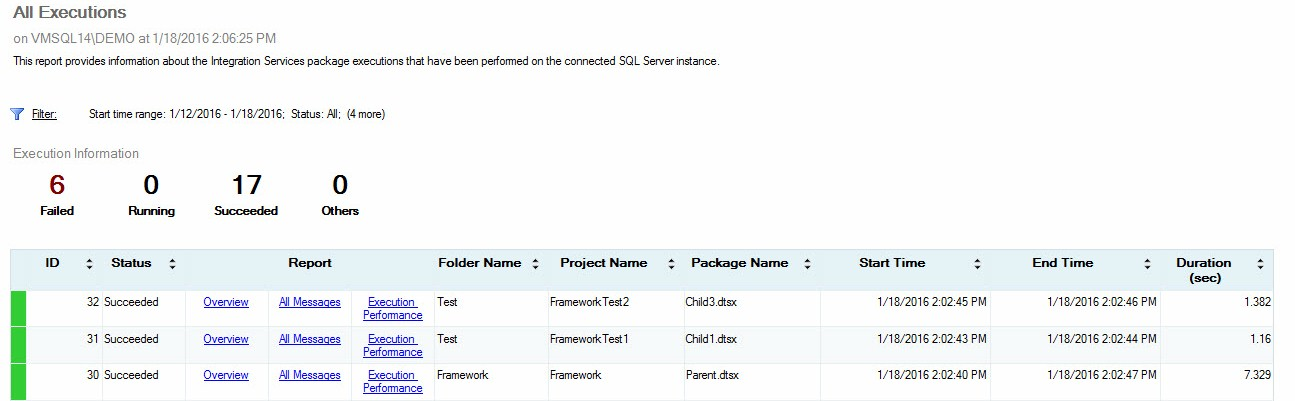 All Executions
on VMSQL14\DEMO at 1/18/2016 2:06:25 PM
This report provides information about the Integration Services package executions that have been performed on the connected SQL Server instance.
Filter: Start time range: 1/12/2016 - 1/18/2016; Status: All; (4 more)
Execution Information
6 0 17 0
Failed Running Succeeded Others
ID Status Report Folder Name Project Name Package Name Start Time End Time Duration
(sec)
32 Succeeded Overview All Messages Execution Test FrameworkTest2 Child3.dtsx 1/18/2016 2:02:45 PM 1/18/2016 2:02:46 PM 1.382
Performance
31 Succeeded Overview All Messages Execution Test FrameworkTest1 Child1.dtsx 1/18/2016 2:02:43 PM 1/18/2016 2:02:44 PM 1.16
Performance
30 Succeeded Overview All Messages Execution Framework Framework Parent.dtsx 1/18/2016 2:02:40 PM 1/18/2016 2:02:47 PM 7.329
Performance